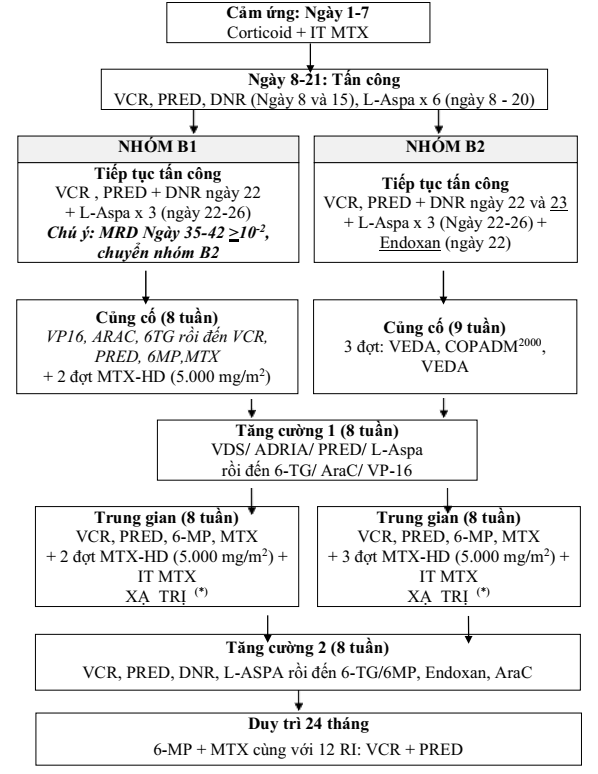 Cảm ứng: Ngày 1-7
Corticoid + IT MTX
Ngày 8-21: Tấn công
VCR, PRED, DNR (Ngày 8 và 15), L-Aspa x 6 (ngày 8 - 20)
NHÓM B1
Tiếp tục tấn công
VCR , PRED + DNR ngày 22
+ L-Aspa x 3 (ngày 22-26)
Chú ý: MRD Ngày 35-42 ≥10⁻²,
chuyển nhóm B2
NHÓM B2
Tiếp tục tấn công
VCR, PRED + DNR ngày 22 và 23
+ L-Aspa x 3 (Ngày 22-26) +
Endoxan (ngày 22)
Củng cố (8 tuần)
VP16, ARAC, 6TG rồi đến VCR,
PRED, 6MP,MTX
+ 2 đợt MTX-HD (5.000 mg/m²)
Củng cố (9 tuần)
3 đợt: VEDA, COPADM²⁰⁰⁰,
VEDA
Tăng cường 1 (8 tuần)
VDS/ ADRIA/ PRED/ L-Aspa
rồi đến 6-TG/ AraC/ VP-16
Trung gian (8 tuần)
VCR, PRED, 6-MP, MTX
+ 2 đợt MTX-HD (5.000 mg/m²) +
IT MTX
XẠ TRỊ (*)
Trung gian (8 tuần)
VCR, PRED, 6-MP, MTX
+ 3 đợt MTX-HD (5.000 mg/m²) +
IT MTX
XẠ TRỊ (*)
Tăng cường 2 (8 tuần)
VCR, PRED, DNR, L-ASPA rồi đến 6-TG/6MP, Endoxan, AraC
Duy trì 24 tháng
6-MP + MTX cùng với 12 RI: VCR + PRED